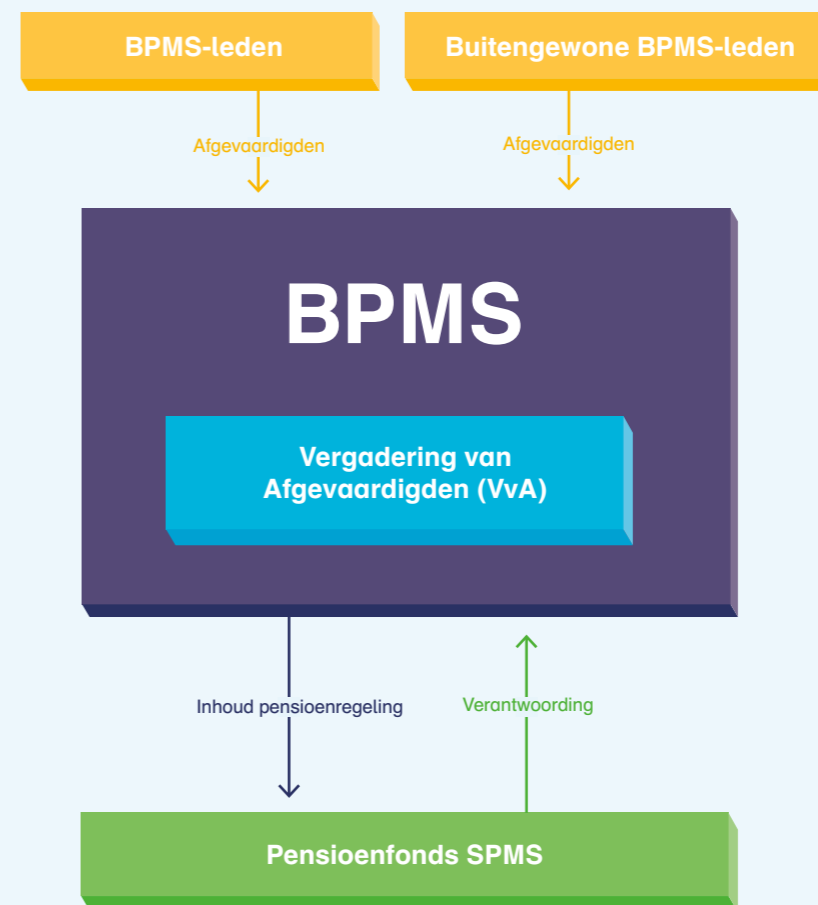 BPMS-leden
Buitengewone BPMS-leden
Afgevaardigden
Afgevaardigden
BPMS
Vergadering van
Afgevaardigden (VvA)
Inhoud pensioenregeling
Verantwoording
Pensioenfonds SPMS